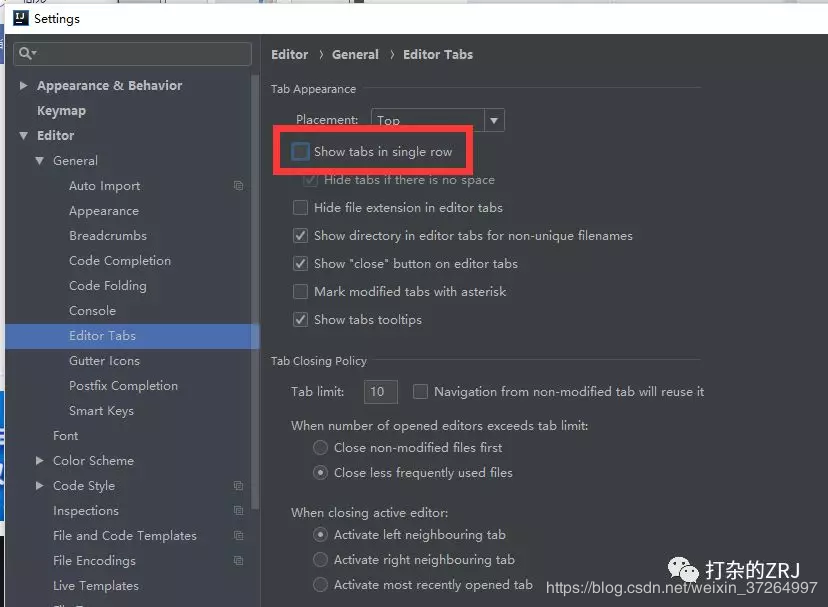 Settings
Appearance & Behavior
Keymap
Editor
General
Auto Import
Appearance
Breadcrumbs
Code Completion
Code Folding
Console
Editor Tabs
Gutter Icons
Postfix Completion
Smart Keys
Font
Color Scheme
Code Style
Inspections
File and Code Templates
File Encodings
Live Templates
Editor › General › Editor Tabs
Tab Appearance
Placement: Top
Show tabs in single row
Hide tabs if there is no space
Hide file extension in editor tabs
Show directory in editor tabs for non-unique filenames
Show "close" button on editor tabs
Mark modified tabs with asterisk
Show tabs tooltips
Tab Closing Policy
Tab limit: 10 Navigation from non-modified tab will reuse it
When number of opened editors exceeds tab limit:
Close non-modified files first
Close less frequently used files
When closing active editor:
Activate left neighbouring tab
Activate right neighbouring tab
Activate most recently opened tab
打杂的ZRJ
https://blog.csdn.net/weixin_37264997